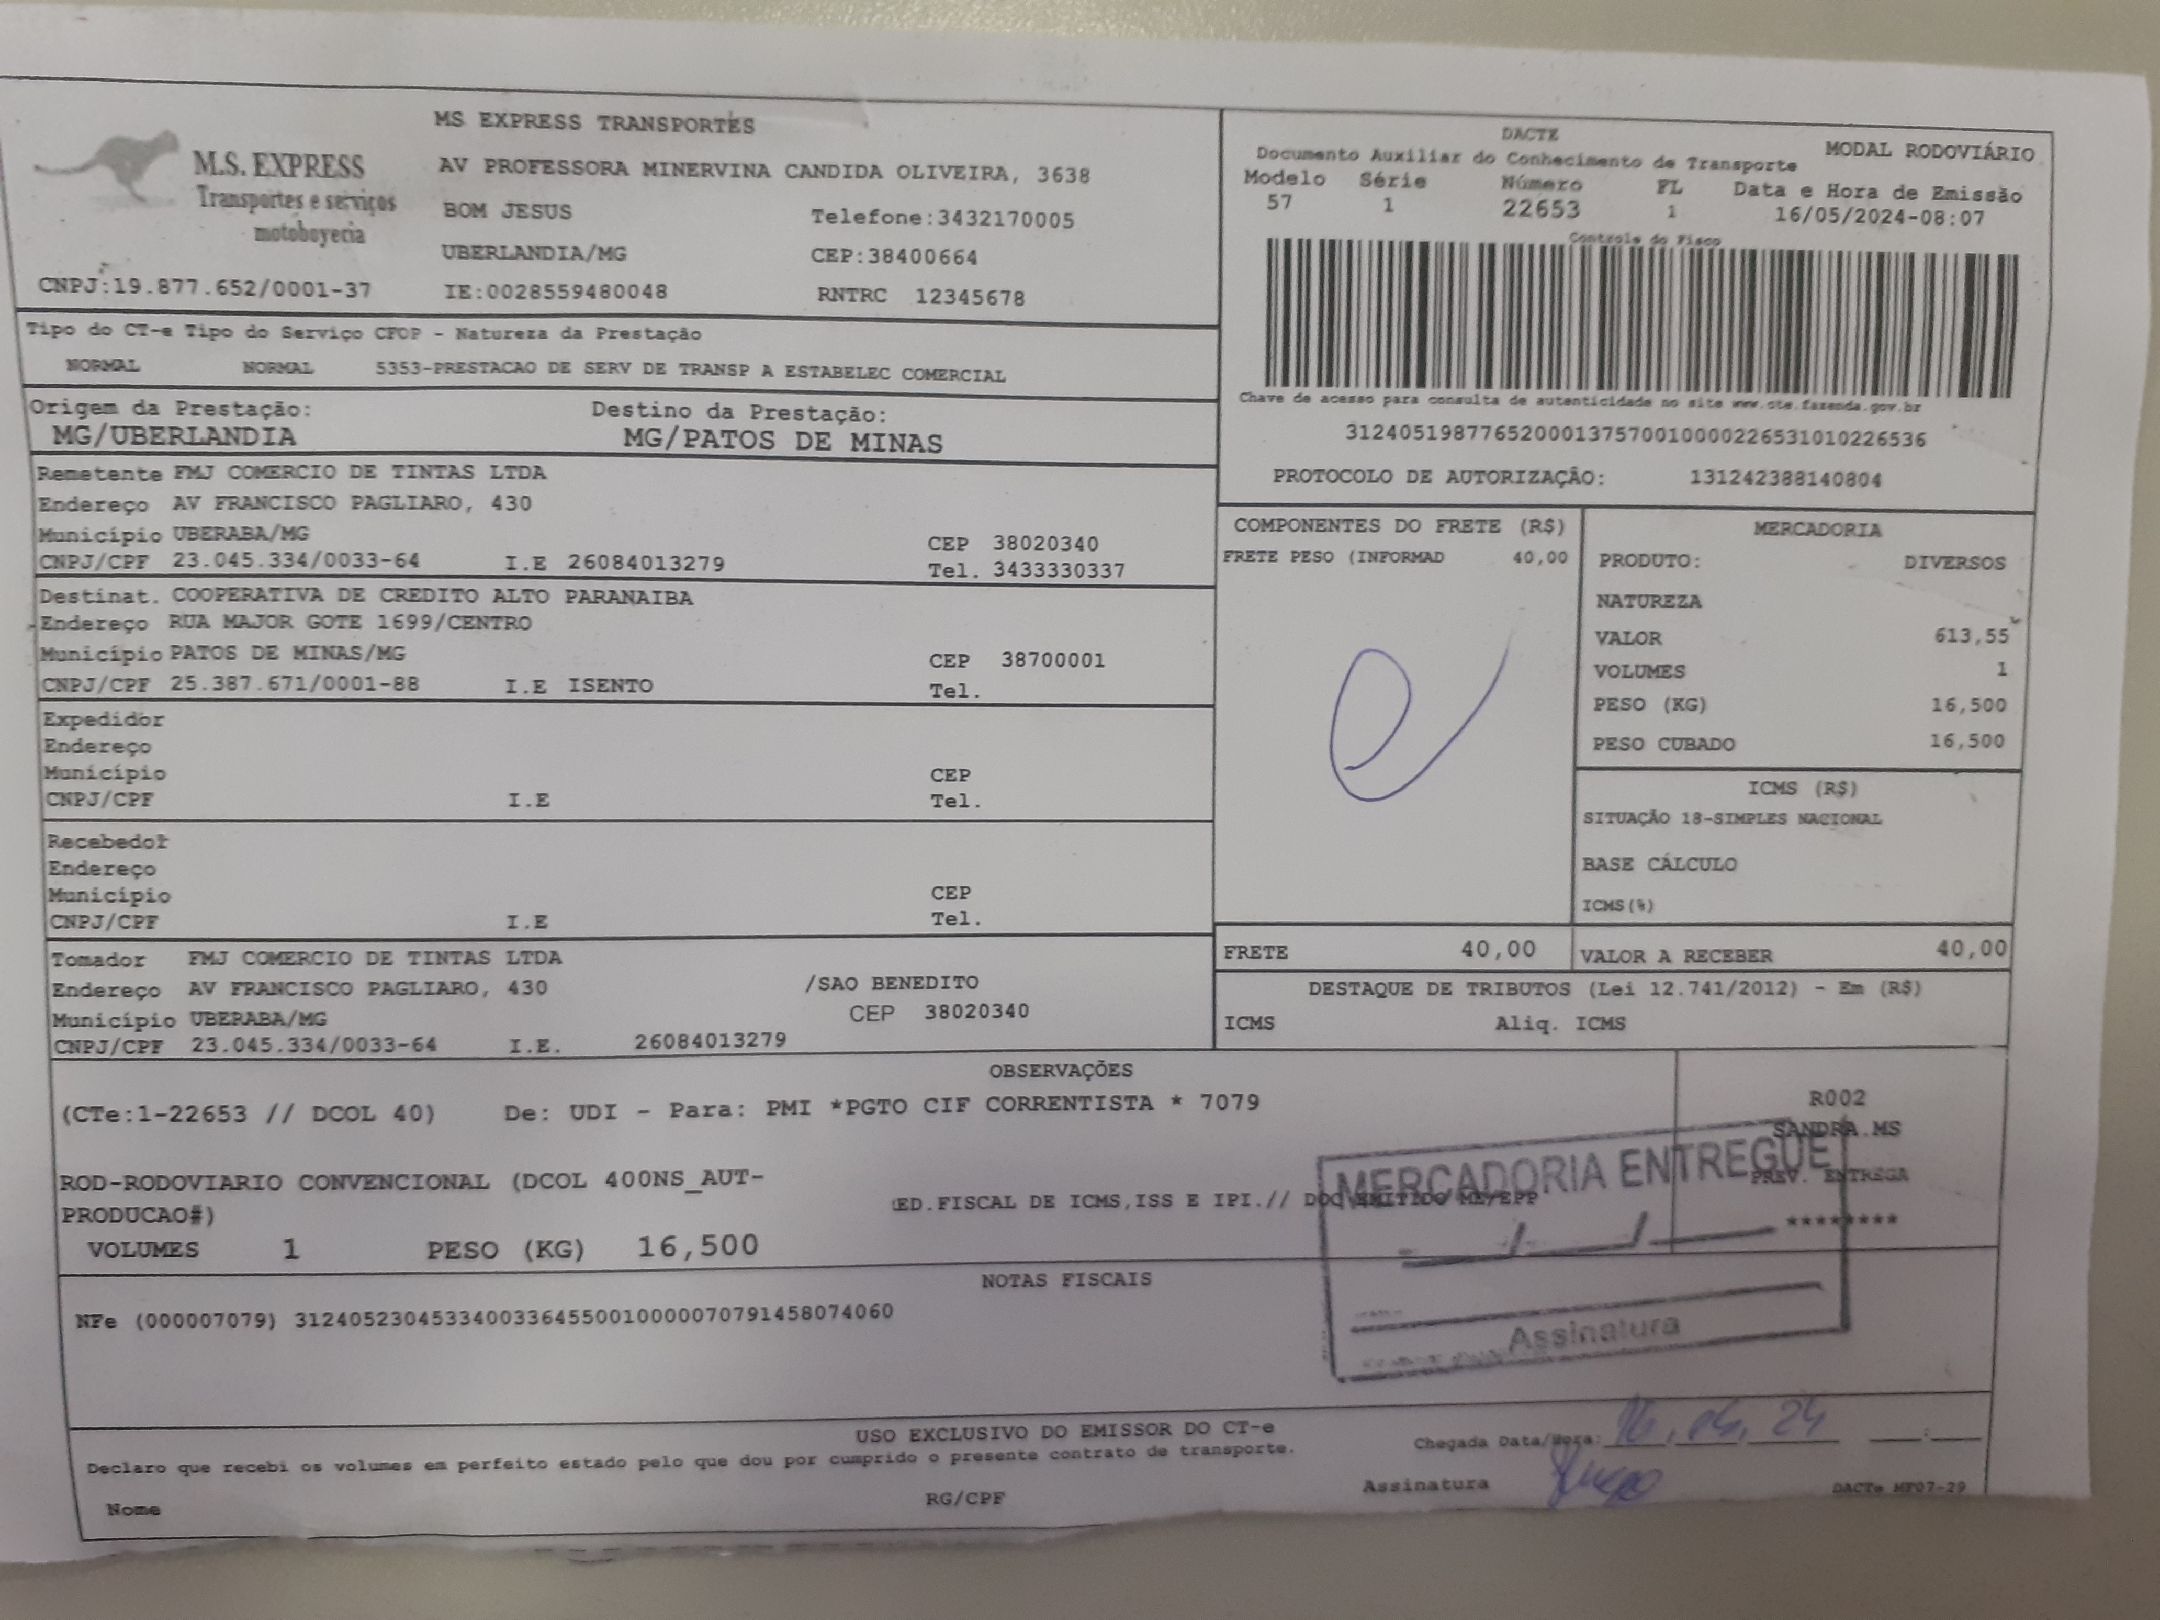 M.S. EXPRESS
Transportes e serviços
motoboyeria
CNPJ:19.877.652/0001-37
MS EXPRESS TRANSPORTES
AV PROFESSORA MINERVINA CANDIDA OLIVEIRA, 3638
BOM JESUS Telefone:3432170005
UBERLANDIA/MG CEP:38400664
IE:0028559480048 RNTRC 12345678
DACTE
Documento Auxiliar do Conhecimento de Transporte MODAL RODOVIÁRIO
Modelo Série Número FL Data e Hora de Emissão
57 1 22653 1 16/05/2024-08:07
Controle do Fisco
Chave de acesso para consulta de autenticidade no site www.cte.fazenda.gov.br
31240519877652000137570010000226531010226536
PROTOCOLO DE AUTORIZAÇÃO: 131242388140804
Tipo do CT-e Tipo do Serviço CFOP - Natureza da Prestação
NORMAL NORMAL 5353-PRESTACAO DE SERV DE TRANSP A ESTABELEC COMERCIAL
Origem da Prestação: Destino da Prestação:
MG/UBERLANDIA MG/PATOS DE MINAS
Remetente FMJ COMERCIO DE TINTAS LTDA
Endereço AV FRANCISCO PAGLIARO, 430
Município UBERABA/MG CEP 38020340
CNPJ/CPF 23.045.334/0033-64 I.E 26084013279 Tel. 3433330337
Destinat. COOPERATIVA DE CREDITO ALTO PARANAIBA
Endereço RUA MAJOR GOTE 1699/CENTRO
Município PATOS DE MINAS/MG CEP 38700001
CNPJ/CPF 25.387.671/0001-88 I.E ISENTO Tel.
Expedidor
Endereço
Município CEP
CNPJ/CPF I.E Tel.
Recebedor
Endereço
Município CEP
CNPJ/CPF I.E Tel.
Tomador FMJ COMERCIO DE TINTAS LTDA
Endereço AV FRANCISCO PAGLIARO, 430 /SAO BENEDITO
Município UBERABA/MG CEP 38020340
CNPJ/CPF 23.045.334/0033-64 I.E. 26084013279
COMPONENTES DO FRETE (R$)
FRETE PESO (INFORMAD 40,00
MERCADORIA
PRODUTO: DIVERSOS
NATUREZA
VALOR 613,55
VOLUMES 1
PESO (KG) 16,500
PESO CUBADO 16,500
ICMS (R$)
SITUAÇÃO 18-SIMPLES NACIONAL
BASE CÁLCULO
ICMS(%)
FRETE 40,00 VALOR A RECEBER 40,00
DESTAQUE DE TRIBUTOS (Lei 12.741/2012) - Em (R$)
ICMS Aliq. ICMS
OBSERVAÇÕES
(CTe:1-22653 // DCOL 40) De: UDI - Para: PMI *PGTO CIF CORRENTISTA * 7079
ROD-RODOVIARIO CONVENCIONAL (DCOL 400NS_AUT-
PRODUCAO#)
ED.FISCAL DE ICMS,ISS E IPI.// DOC EMITIDO ME/EPP
VOLUMES 1 PESO (KG) 16,500
R002
SANDRA.MS
PREV. ENTREGA
********
MERCADORIA ENTREGUE
Assinatura
NOTAS FISCAIS
NFe (000007079) 31240523045334003364550010000070791458074060
USO EXCLUSIVO DO EMISSOR DO CT-e
Declaro que recebi os volumes em perfeito estado pelo que dou por cumprido o presente contrato de transporte.
Chegada Data/Hora:
Nome RG/CPF Assinatura DACTe MF07-29